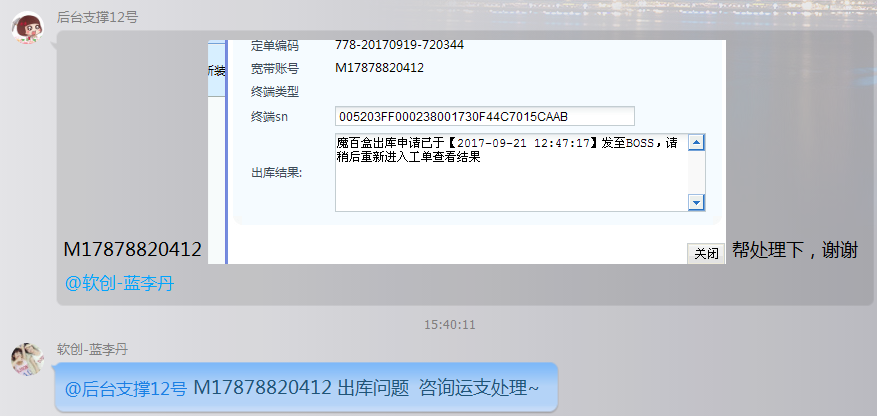 后台支撑12号
定单编码 778-20170919-720344
新装 宽带账号 M17878820412
终端类型
终端sn 005203FF000238001730F44C7015CAAB
魔百盒出库申请已于【2017-09-21 12:47:17】发至BOSS，请
稍后重新进入工单查看结果
出库结果:
关闭
M17878820412 帮处理下，谢谢
@软创-蓝李丹
15:40:11
软创-蓝李丹
@后台支撑12号 M17878820412 出库问题 咨询运支处理~